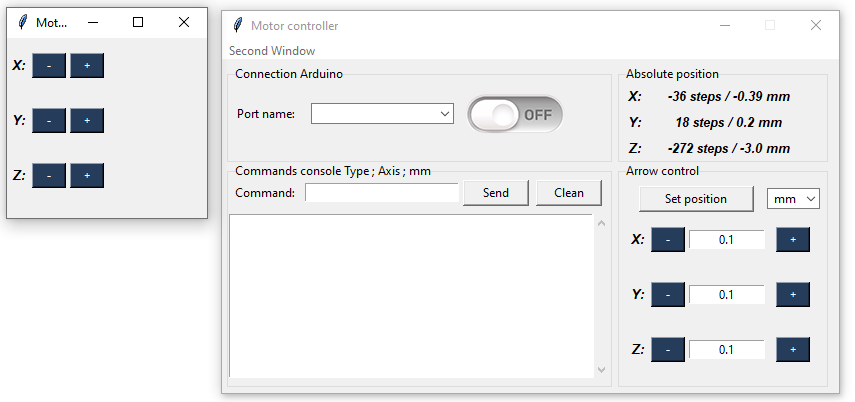 Mot...
X: - +
Y: - +
Z: - +
Motor controller
Second Window
Connection Arduino
Port name:
OFF
Absolute position
X: -36 steps / -0.39 mm
Y: 18 steps / 0.2 mm
Z: -272 steps / -3.0 mm
Commands console Type ; Axis ; mm
Command:
Send
Clean
Arrow control
Set position
mm
X: - 0.1 +
Y: - 0.1 +
Z: - 0.1 +